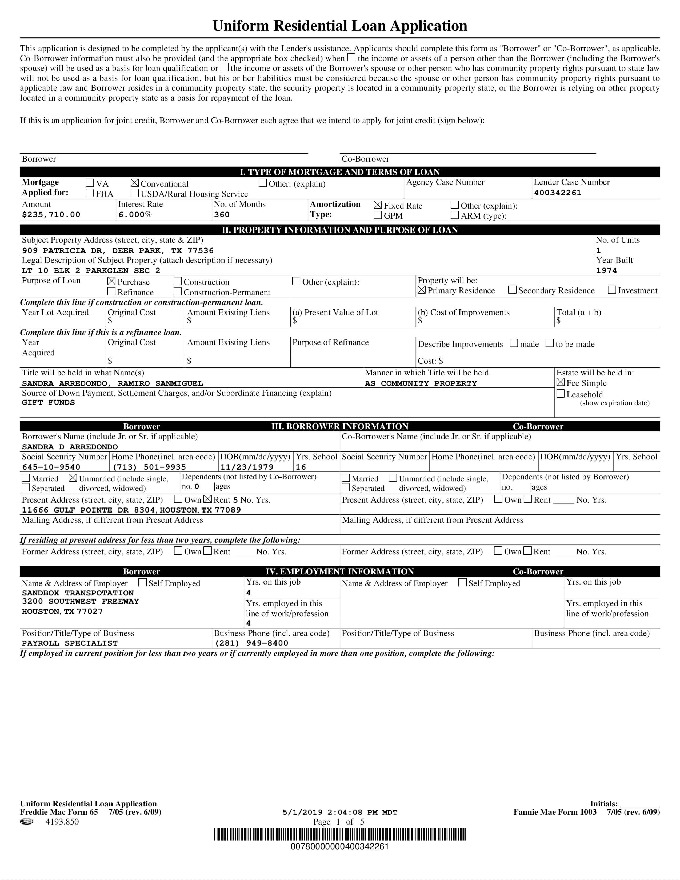 Uniform Residential Loan Application
This application is designed to be completed by the applicant(s) with the Lender's assistance. Applicants should complete this form as "Borrower" or "Co-Borrower", as applicable.
Co-Borrower information must also be provided (and the appropriate box checked) when ☐ the income or assets of a person other than the Borrower (including the Borrower's
spouse) will be used as a basis for loan qualification or ☐ the income or assets of the Borrower's spouse or other person who has community property rights pursuant to state law
will not be used as a basis for loan qualification, but his or her liabilities must be considered because the spouse or other person has community property rights pursuant to
applicable law and Borrower resides in a community property state, the security property is located in a community property state, or the Borrower is relying on other property
located in a community property state as a basis for repayment of the loan.
If this is an application for joint credit, Borrower and Co-Borrower each agree that we intend to apply for joint credit (sign below):
Borrower Co-Borrower
I. TYPE OF MORTGAGE AND TERMS OF LOAN
Mortgage ☐ VA ☒ Conventional ☐ Other: (explain) Agency Case Number Lender Case Number
Applied for: ☐ FHA ☐ USDA/Rural Housing Service 400342261
Amount Interest Rate No. of Months Amortization ☒ Fixed Rate ☐ Other (explain):
$235,710.00 6.000% 360 Type: ☐ GPM ☐ ARM (type):
II. PROPERTY INFORMATION AND PURPOSE OF LOAN
Subject Property Address (street, city, state & ZIP) No. of Units
909 PATRICIA DR, DEER PARK, TX 77536 1
Legal Description of Subject Property (attach description if necessary) Year Built
LT 10 BLK 2 PARKGLEN SEC 2 1974
Purpose of Loan ☒ Purchase ☐ Construction ☐ Other (explain): Property will be:
☐ Refinance ☐ Construction-Permanent ☒ Primary Residence ☐ Secondary Residence ☐ Investment
Complete this line if construction or construction-permanent loan.
Year Lot Acquired Original Cost Amount Existing Liens (a) Present Value of Lot (b) Cost of Improvements Total (a + b)
$ $ $ $ $
Complete this line if this is a refinance loan.
Year Original Cost Amount Existing Liens Purpose of Refinance Describe Improvements ☐ made ☐ to be made
Acquired
$ $ Cost: $
Title will be held in what Name(s) Manner in which Title will be held Estate will be held in:
SANDRA ARREDONDO, RAMIRO SANMIGUEL AS COMMUNITY PROPERTY ☒ Fee Simple
Source of Down Payment, Settlement Charges, and/or Subordinate Financing (explain) ☐ Leasehold
GIFT FUNDS (show expiration date)
Borrower III. BORROWER INFORMATION Co-Borrower
Borrower's Name (include Jr. or Sr. if applicable) Co-Borrower's Name (include Jr. or Sr. if applicable)
SANDRA D ARREDONDO
Social Security Number Home Phone(incl. area code) DOB(mm/dd/yyyy) Yrs. School Social Security Number Home Phone(incl. area code) DOB(mm/dd/yyyy) Yrs. School
645-10-9540 (713) 501-9935 11/23/1979 16
☐ Married ☒ Unmarried (include single, Dependents (not listed by Co-Borrower) ☐ Married ☐ Unmarried (include single, Dependents (not listed by Borrower)
☐ Separated divorced, widowed) no. 0 ages ☐ Separated divorced, widowed) no. ages
Present Address (street, city, state, ZIP) ☐ Own ☒ Rent 5 No. Yrs. Present Address (street, city, state, ZIP) ☐ Own ☐ Rent ____ No. Yrs.
11666 GULF POINTE DR 8304, HOUSTON, TX 77089
Mailing Address, if different from Present Address Mailing Address, if different from Present Address
If residing at present address for less than two years, complete the following:
Former Address (street, city, state, ZIP) ☐ Own ☐ Rent No. Yrs. Former Address (street, city, state, ZIP) ☐ Own ☐ Rent No. Yrs.
Borrower IV. EMPLOYMENT INFORMATION Co-Borrower
Name & Address of Employer ☐ Self Employed Yrs. on this job Name & Address of Employer ☐ Self Employed Yrs. on this job
SANDBOX TRANSPOTATION 4
3200 SOUTHWEST FREEWAY Yrs. employed in this Yrs. employed in this
HOUSTON, TX 77027 line of work/profession line of work/profession
4
Position/Title/Type of Business Business Phone (incl. area code) Position/Title/Type of Business Business Phone (incl. area code)
PAYROLL SPECIALIST (281) 949-8400
If employed in current position for less than two years or if currently employed in more than one position, complete the following:
Uniform Residential Loan Application Initials:
Freddie Mac Form 65 7/05 (rev. 6/09) 5/1/2019 2:04:08 PM MDT Fannie Mae Form 1003 7/05 (rev. 6/09)
4193.850 Page 1 of 5
0078000000400342261